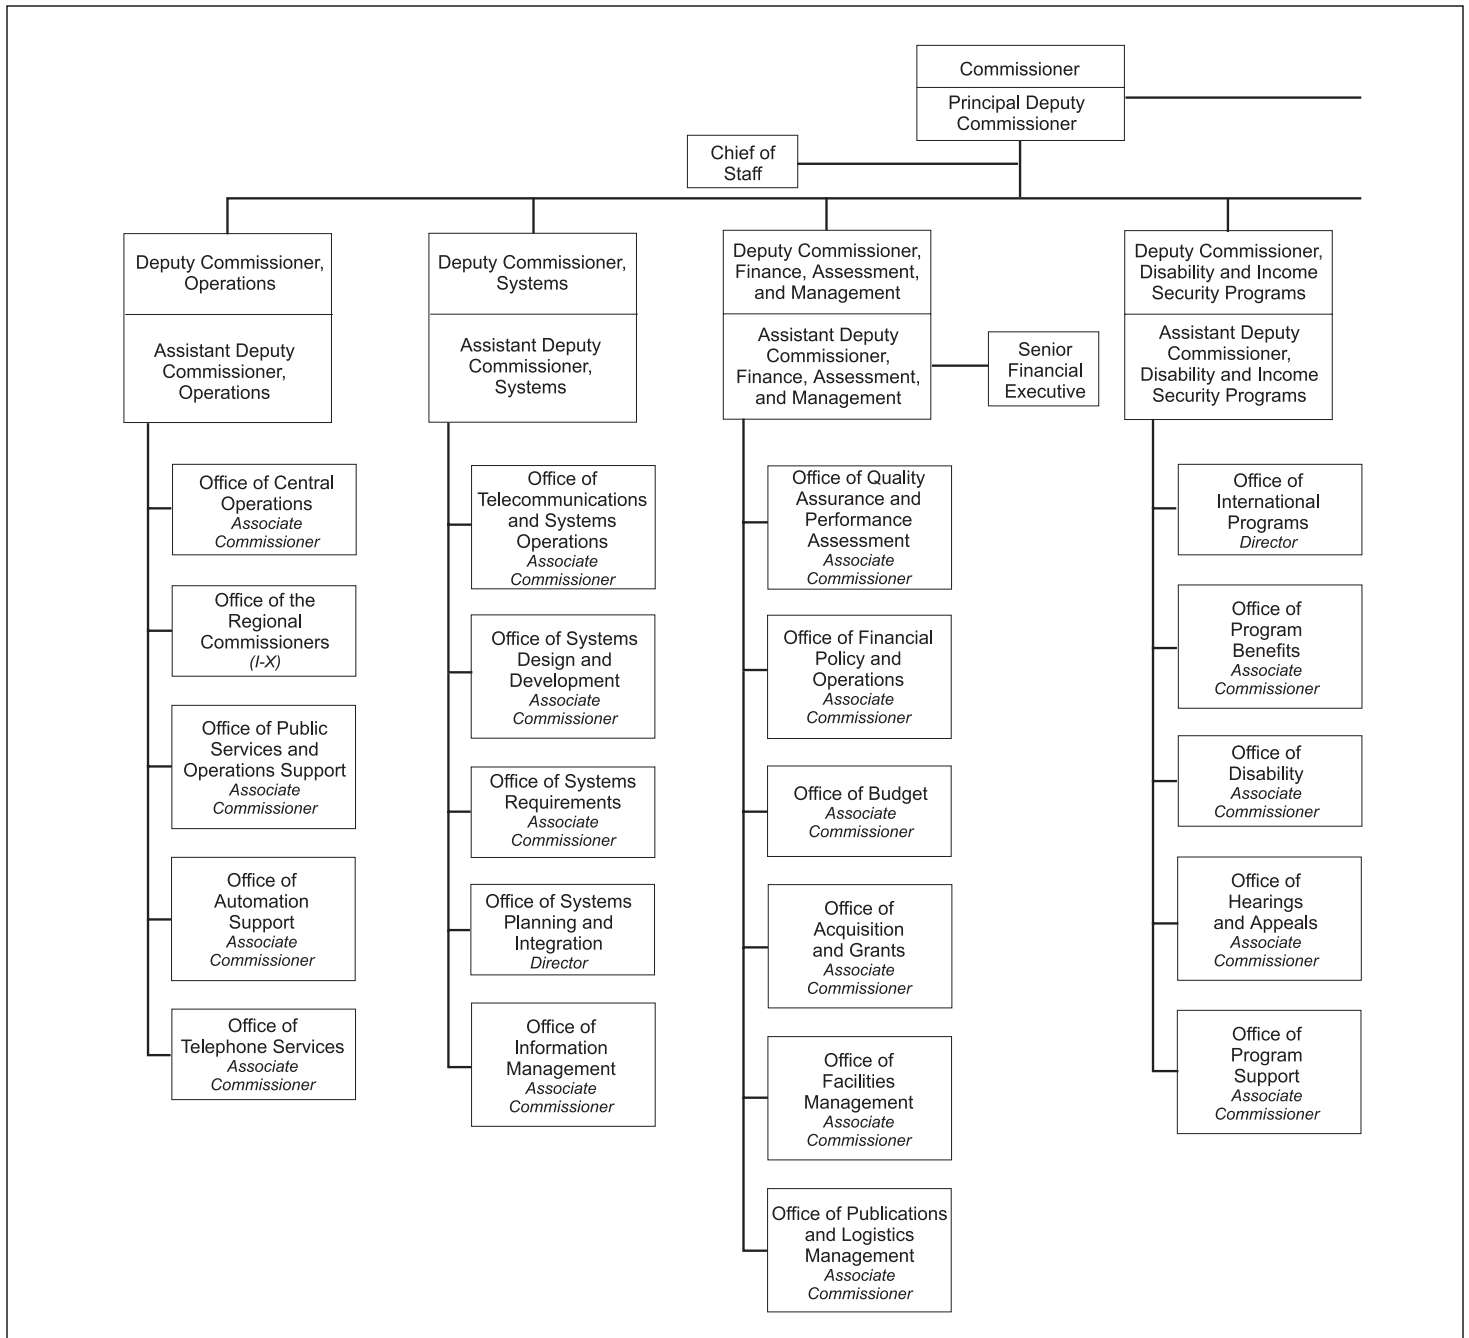 Commissioner
Principal Deputy
Commissioner
Chief of
Staff
Deputy Commissioner,
Operations
Assistant Deputy
Commissioner,
Operations
Office of Central
Operations
Associate
Commissioner
Office of the
Regional
Commissioners
(I-X)
Office of Public
Services and
Operations Support
Associate
Commissioner
Office of
Automation
Support
Associate
Commissioner
Office of
Telephone Services
Associate
Commissioner
Deputy Commissioner,
Systems
Assistant Deputy
Commissioner,
Systems
Office of
Telecommunications
and Systems
Operations
Associate
Commissioner
Office of Systems
Design and
Development
Associate
Commissioner
Office of Systems
Requirements
Associate
Commissioner
Office of Systems
Planning and
Integration
Director
Office of
Information
Management
Associate
Commissioner
Deputy Commissioner,
Finance, Assessment,
and Management
Assistant Deputy
Commissioner,
Finance, Assessment,
and Management
Senior
Financial
Executive
Office of Quality
Assurance and
Performance
Assessment
Associate
Commissioner
Office of Financial
Policy and
Operations
Associate
Commissioner
Office of Budget
Associate
Commissioner
Office of
Acquisition
and Grants
Associate
Commissioner
Office of
Facilities
Management
Associate
Commissioner
Office of Publications
and Logistics
Management
Associate
Commissioner
Deputy Commissioner,
Disability and Income
Security Programs
Assistant Deputy
Commissioner,
Disability and Income
Security Programs
Office of
International
Programs
Director
Office of
Program
Benefits
Associate
Commissioner
Office of
Disability
Associate
Commissioner
Office of
Hearings
and Appeals
Associate
Commissioner
Office of
Program
Support
Associate
Commissioner